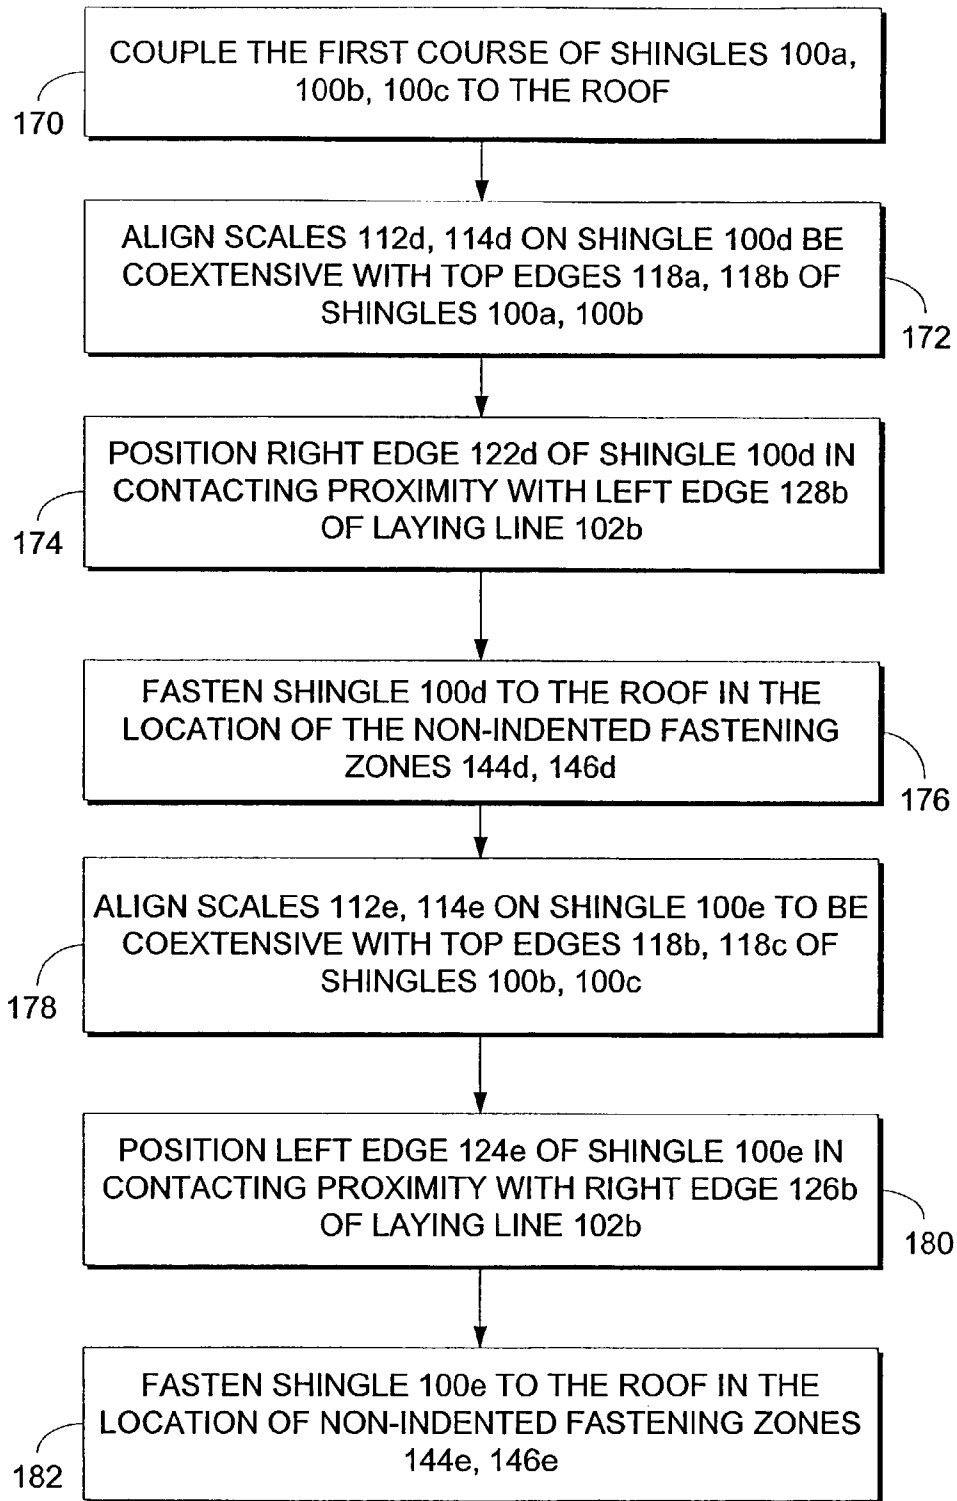 COUPLE THE FIRST COURSE OF SHINGLES 100a,
100b, 100c TO THE ROOF
170
ALIGN SCALES 112d, 114d ON SHINGLE 100d BE
COEXTENSIVE WITH TOP EDGES 118a, 118b OF
SHINGLES 100a, 100b
172
POSITION RIGHT EDGE 122d OF SHINGLE 100d IN
CONTACTING PROXIMITY WITH LEFT EDGE 128b
OF LAYING LINE 102b
174
FASTEN SHINGLE 100d TO THE ROOF IN THE
LOCATION OF THE NON-INDENTED FASTENING
ZONES 144d, 146d
176
ALIGN SCALES 112e, 114e ON SHINGLE 100e TO BE
COEXTENSIVE WITH TOP EDGES 118b, 118c OF
SHINGLES 100b, 100c
178
POSITION LEFT EDGE 124e OF SHINGLE 100e IN
CONTACTING PROXIMITY WITH RIGHT EDGE 126b
OF LAYING LINE 102b
180
FASTEN SHINGLE 100e TO THE ROOF IN THE
LOCATION OF NON-INDENTED FASTENING ZONES
144e, 146e
182